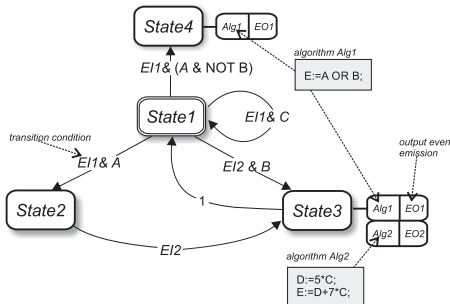 State4
Alg1
EO1
algorithm Alg1
E:=A OR B;
EI1& (A & NOT B)
State1
EI1& C
transition condition
EI1& A
EI2 & B
output even
emission
State2
1
State3
Alg1
EO1
Alg2
EO2
EI2
algorithm Alg2
D:=5*C;
E:=D+7*C;